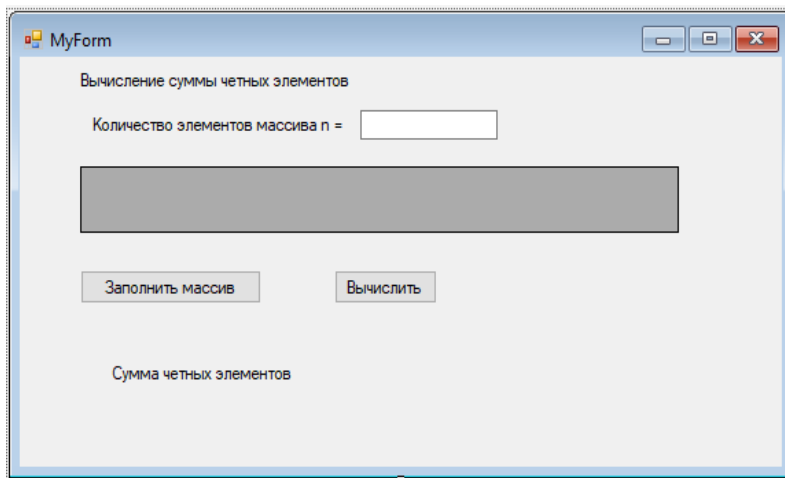 MyForm
Вычисление суммы четных элементов
Количество элементов массива n =
Заполнить массив
Вычислить
Сумма четных элементов